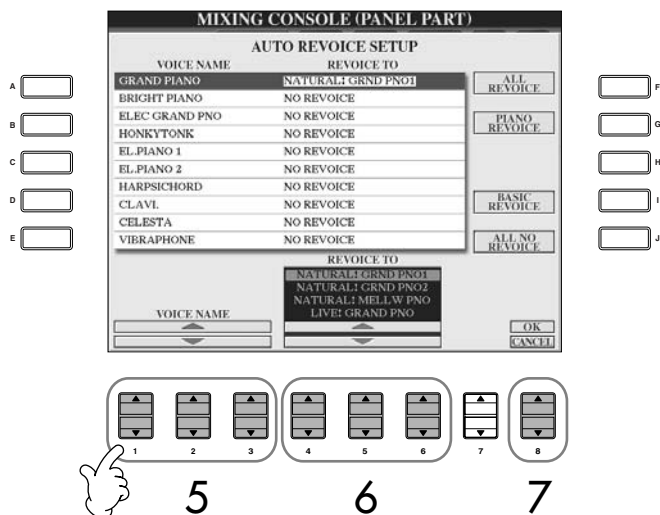 MIXING CONSOLE (PANEL PART)
AUTO REVOICE SETUP
VOICE NAME REVOICE TO
GRAND PIANO NATURAL! GRND PNO1
BRIGHT PIANO NO REVOICE
ELEC GRAND PNO NO REVOICE
HONKYTONK NO REVOICE
EL.PIANO 1 NO REVOICE
EL.PIANO 2 NO REVOICE
HARPSICHORD NO REVOICE
CLAVI. NO REVOICE
CELESTA NO REVOICE
VIBRAPHONE NO REVOICE
ALL REVOICE
PIANO REVOICE
BASIC REVOICE
ALL NO REVOICE
A
B
C
D
E
F
G
H
I
J
REVOICE TO
NATURAL! GRND PNO1
NATURAL! GRND PNO2
NATURAL! MELLW PNO
LIVE! GRAND PNO
VOICE NAME
OK
CANCEL
1 2 3 4 5 6 7 8
5 6 7